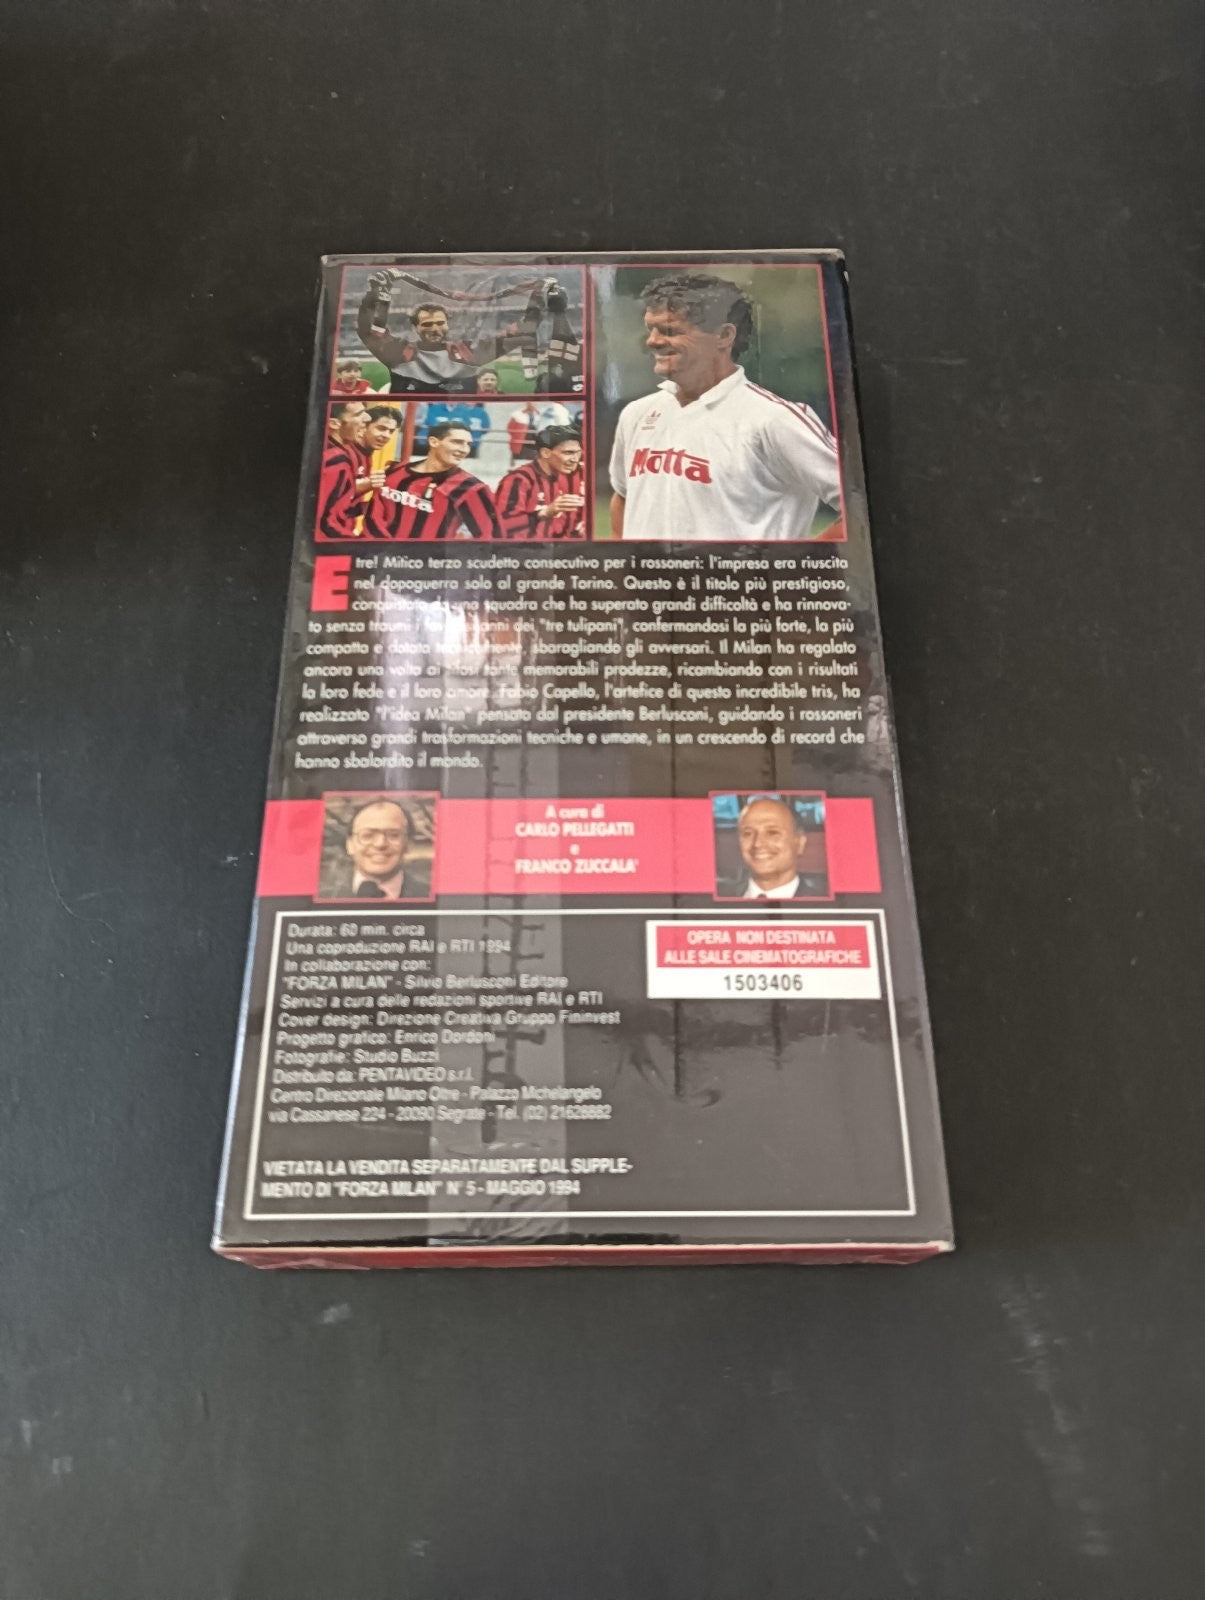 Motta
totta
E tre! Mitico terzo scudetto consecutivo per i rossoneri: l'impresa era riuscita
nel dopoguerra solo al grande Torino. Questo è il titolo più prestigioso,
conquistato da una squadra che ha superato grandi difficoltà e ha rinnova-
to senza traumi i anni dei "tre tulipani", confermandosi la più forte, la più
compatta e dotata tecnicamente, sbaragliando gli avversari. Il Milan ha regalato
ancora una volta ai tifosi tante memorabili prodezze, ricambiando con i risultati
la loro fede e il loro amore. Fabio Capello, l'artefice di questo incredibile tris, ha
realizzato "l'idea Milan" pensata dal presidente Berlusconi, guidando i rossoneri
attraverso grandi trasformazioni tecniche e umane, in un crescendo di record che
hanno sbalordito il mondo.
A cura di
CARLO PELLEGATTI
e
FRANCO ZUCCALA'
Durata: 60 min. circa
Una coproduzione RAI e RTI 1994
In collaborazione con:
"FORZA MILAN" - Silvio Berlusconi Editore
Servizi a cura delle redazioni sportive RAI e RTI
Cover design: Direzione Creativa Gruppo Fininvest
Progetto grafico: Enrico Dordoni
Fotografie: Studio Buzzi
Distribuito da: PENTAVIDEO s.r.l.
Centro Direzionale Milano Oltre - Palazzo Michelangelo
via Cassanese 224 - 20090 Segrate - Tel. (02) 21628882
OPERA NON DESTINATA
ALLE SALE CINEMATOGRAFICHE
1503406
VIETATA LA VENDITA SEPARATAMENTE DAL SUPPLE-
MENTO DI "FORZA MILAN" N° 5 - MAGGIO 1994